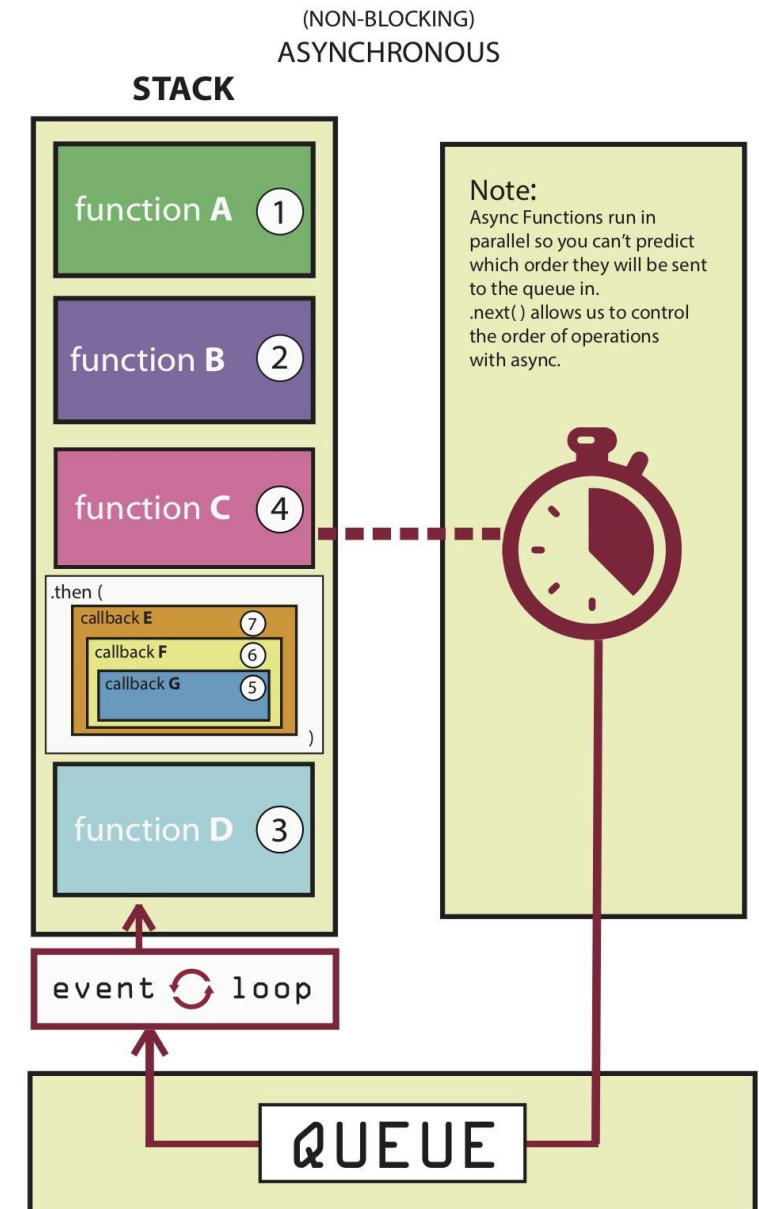 (NON-BLOCKING)
ASYNCHRONOUS
STACK
function A 1
function B 2
function C 4
.then (
callback E 7
callback F 6
callback G 5
)
function D 3
event loop
Note:
Async Functions run in
parallel so you can't predict
which order they will be sent
to the queue in.
.next( ) allows us to control
the order of operations
with async.
QUEUE